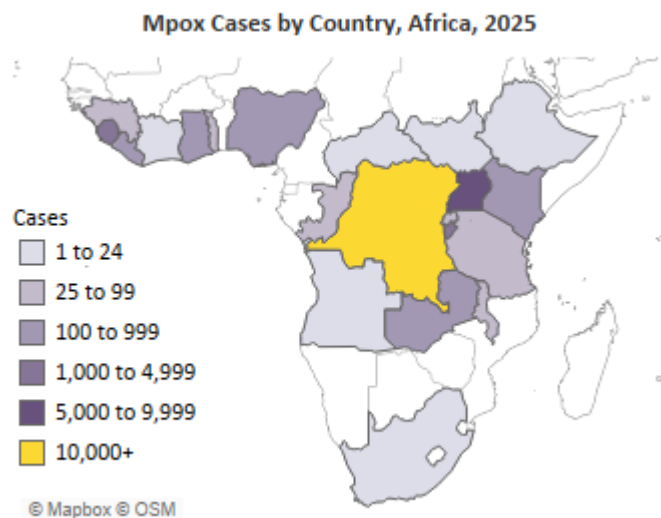 Mpox Cases by Country, Africa, 2025
Cases
1 to 24
25 to 99
100 to 999
1,000 to 4,999
5,000 to 9,999
10,000+
© Mapbox © OSM